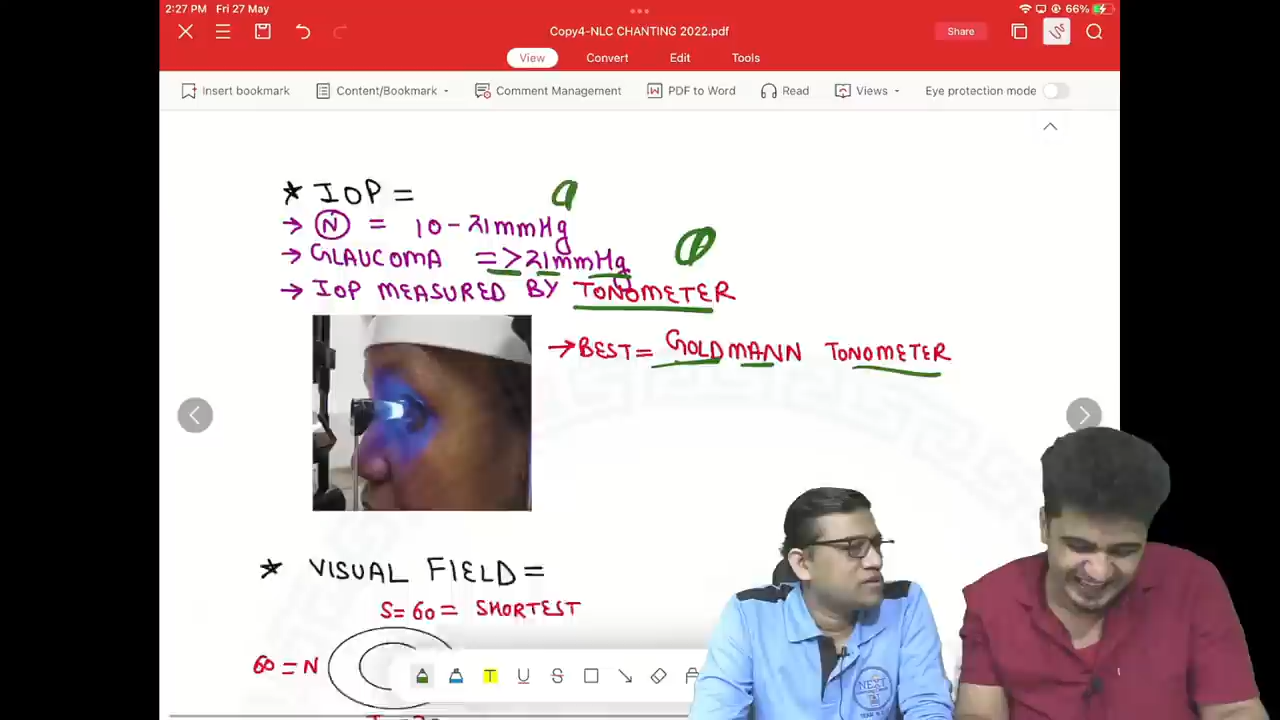 2:27 PM Fri 27 May
66%
Copy4-NLC CHANTING 2022.pdf
Share
View Convert Edit Tools
Insert bookmark Content/Bookmark Comment Management PDF to Word Read Views Eye protection mode
* IOP =
→ N = 10-21mmHg
→ GLAUCOMA => 21mmHg
→ IOP MEASURED BY TONOMETER
→ BEST = GOLDMANN TONOMETER
* VISUAL FIELD =
S = 60 = SHORTEST
60 = N
T U S
NEXT